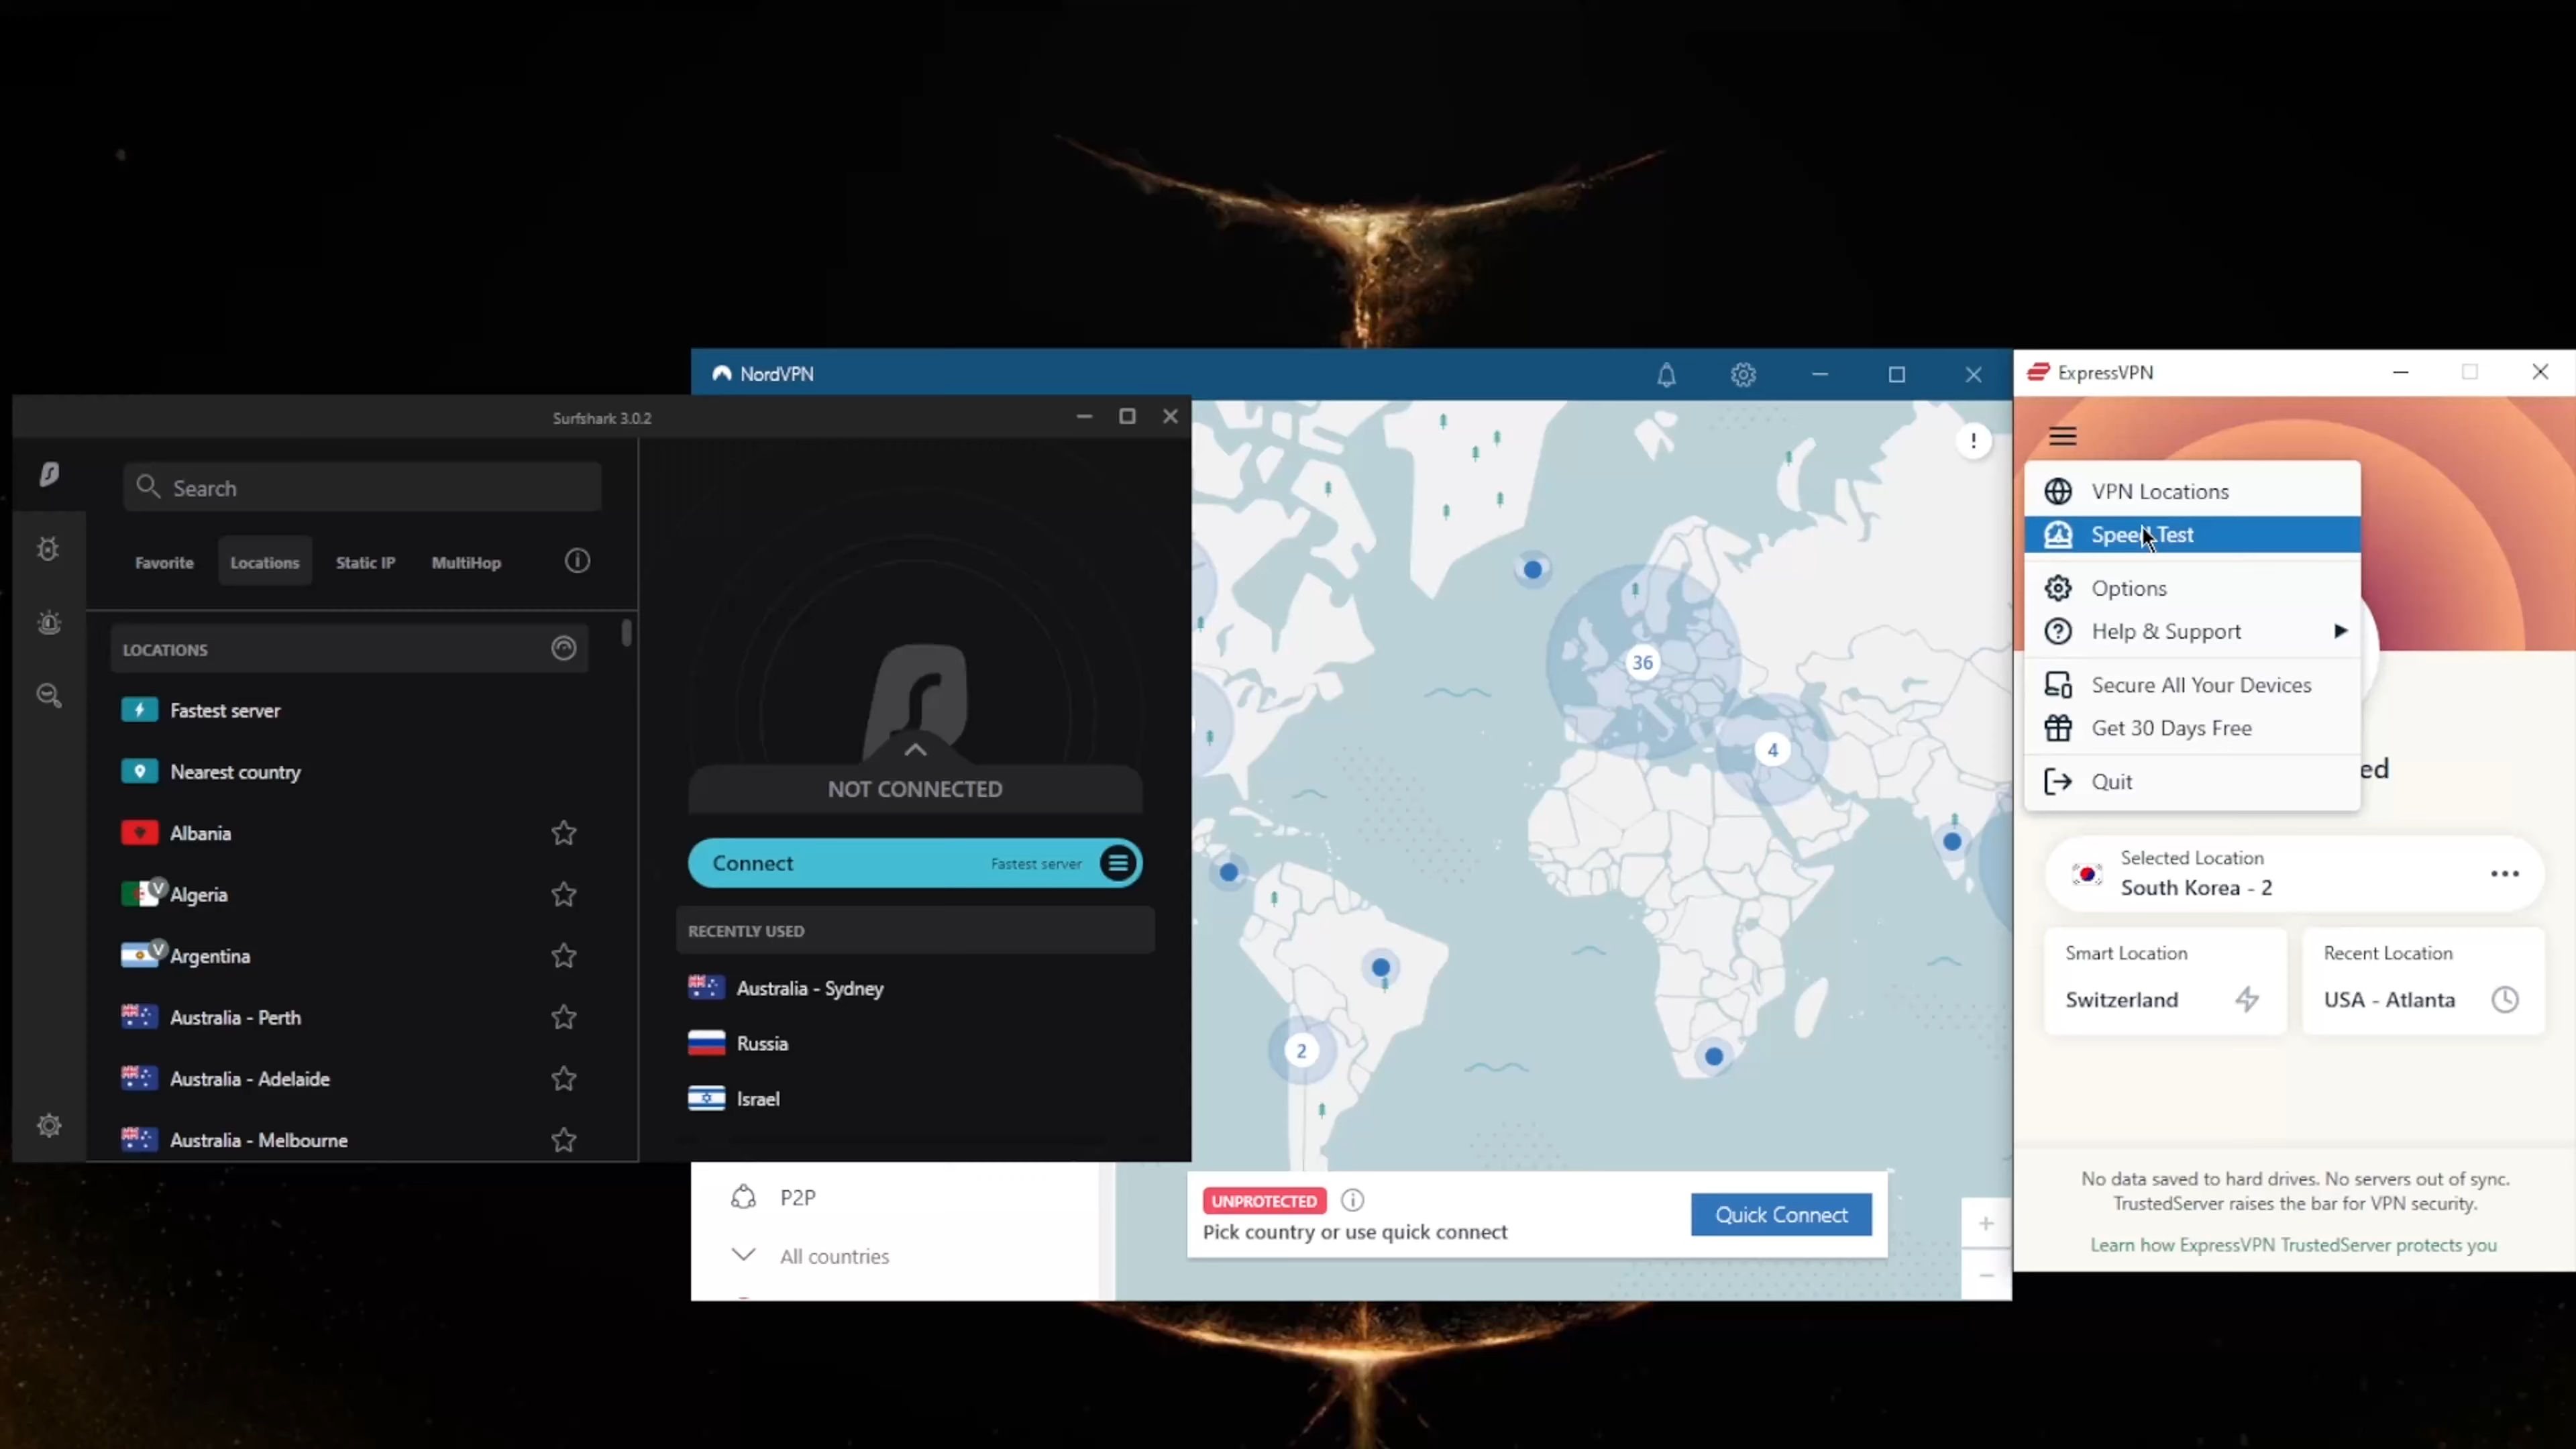 NordVPN
ExpressVPN
Surfshark 3.0.2
Search
Favorite
Locations
Static IP
MultiHop
LOCATIONS
Fastest server
Nearest country
Albania
V
Algeria
V
Argentina
Australia - Perth
Australia - Adelaide
Australia - Melbourne
NOT CONNECTED
Connect
Fastest server
RECENTLY USED
Australia - Sydney
Russia
Israel
P2P
All countries
!
36
4
2
UNPROTECTED
Pick country or use quick connect
Quick Connect
+
−
VPN Locations
Speed Test
Options
Help & Support
Secure All Your Devices
Get 30 Days Free
Quit
ed
Selected Location
South Korea - 2
Smart Location
Switzerland
Recent Location
USA - Atlanta
No data saved to hard drives. No servers out of sync.
TrustedServer raises the bar for VPN security.
Learn how ExpressVPN TrustedServer protects you